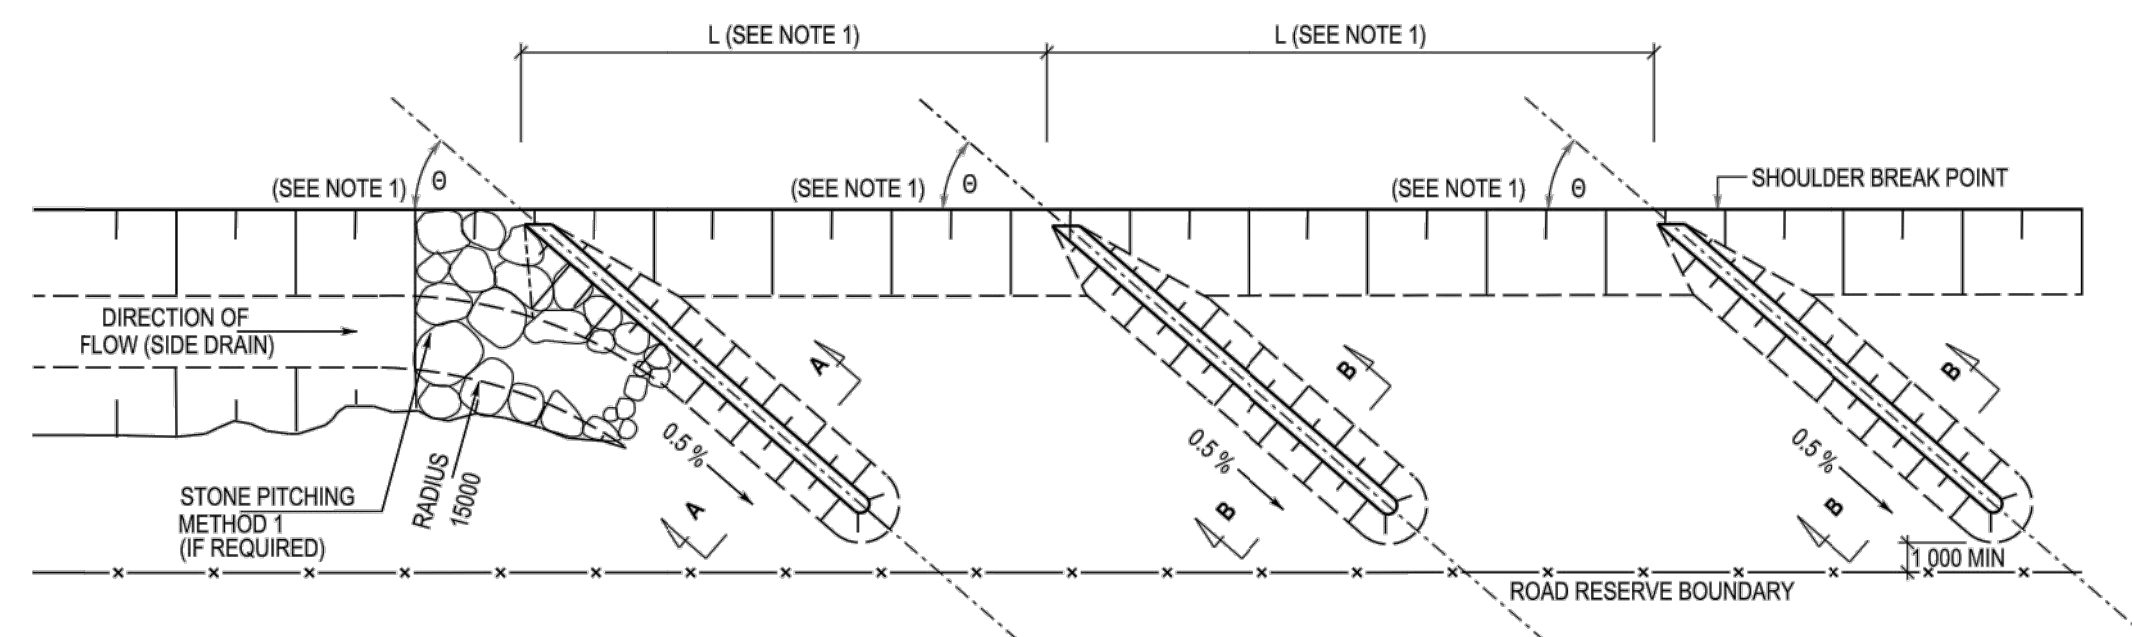 L (SEE NOTE 1)
L (SEE NOTE 1)
(SEE NOTE 1)
Θ
(SEE NOTE 1)
Θ
(SEE NOTE 1)
Θ
SHOULDER BREAK POINT
DIRECTION OF
FLOW (SIDE DRAIN)
A
B
B
0.5 %
0.5 %
0.5 %
STONE PITCHING
METHOD 1
(IF REQUIRED)
RADIUS
15000
A
B
B
1 000 MIN
ROAD RESERVE BOUNDARY